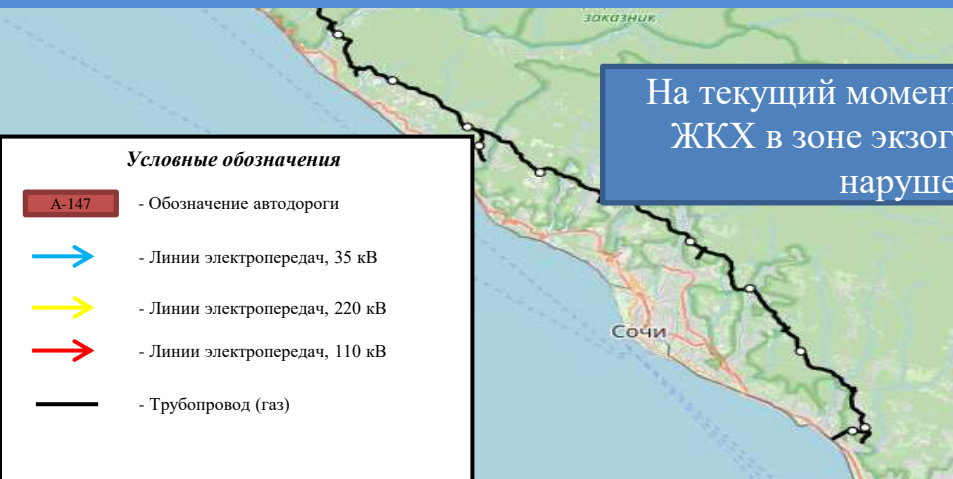 заказник
На текущий момент
ЖКХ в зоне экзог
наруше
Условные обозначения
А-147 - Обозначение автодороги
- Линии электропередач, 35 кВ
- Линии электропередач, 220 кВ
- Линии электропередач, 110 кВ
- Трубопровод (газ)
Сочи